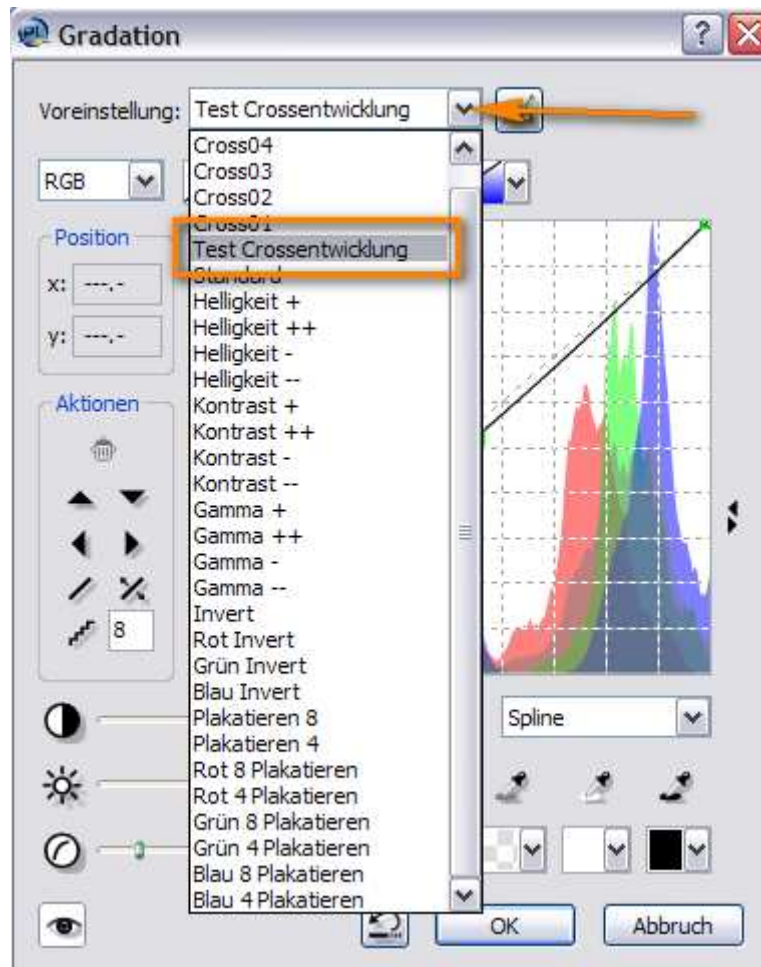 Gradation
Voreinstellung: Test Crossentwicklung
RGB
Position
x: ---,-
y: ---,-
Aktionen
8
Cross04
Cross03
Cross02
Cross01
Test Crossentwicklung
Standard
Helligkeit +
Helligkeit ++
Helligkeit -
Helligkeit --
Kontrast +
Kontrast ++
Kontrast -
Kontrast --
Gamma +
Gamma ++
Gamma -
Gamma --
Invert
Rot Invert
Grün Invert
Blau Invert
Plakatieren 8
Plakatieren 4
Rot 8 Plakatieren
Rot 4 Plakatieren
Grün 8 Plakatieren
Grün 4 Plakatieren
Blau 8 Plakatieren
Blau 4 Plakatieren
Spline
OK
Abbruch